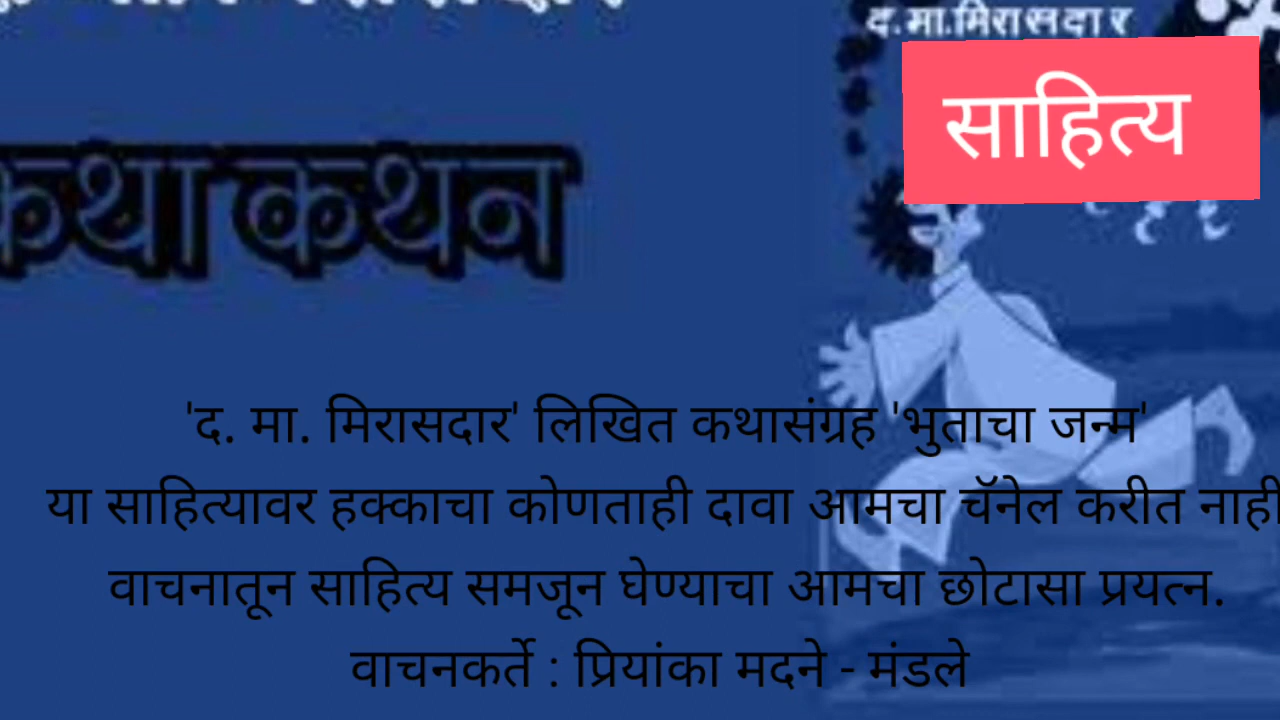 द.मा.मिरासदार
साहित्य
कथा कथन
'द. मा. मिरासदार' लिखित कथासंग्रह 'भुताचा जन्म'
या साहित्यावर हक्काचा कोणताही दावा आमचा चॅनेल करीत नाही
वाचनातून साहित्य समजून घेण्याचा आमचा छोटासा प्रयत्न.
वाचनकर्ते : प्रियांका मदने - मंडले